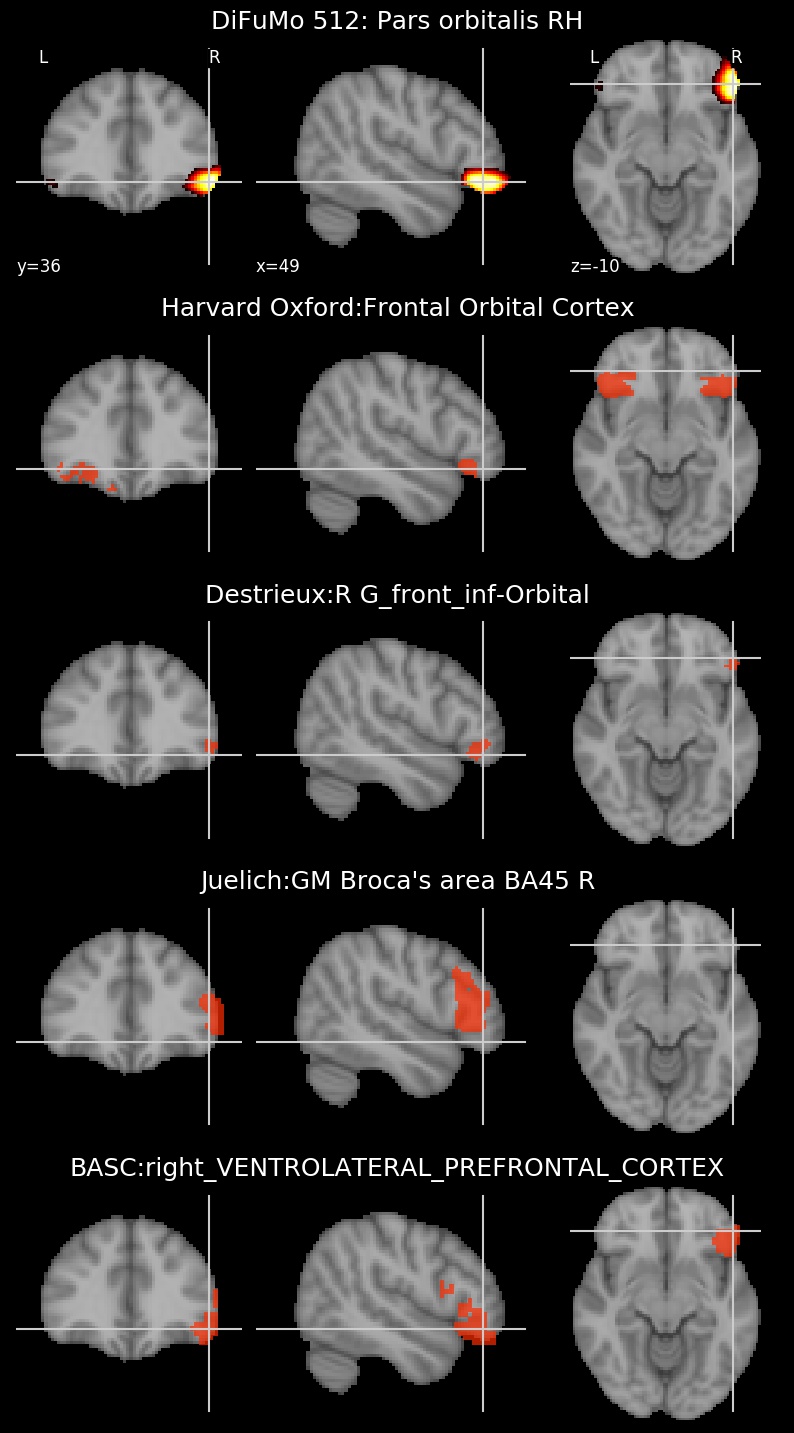 DiFuMo 512: Pars orbitalis RH
L R L R
y=36 x=49 z=-10
Harvard Oxford:Frontal Orbital Cortex
Destrieux:R G_front_inf-Orbital
Juelich:GM Broca's area BA45 R
BASC:right_VENTROLATERAL_PREFRONTAL_CORTEX